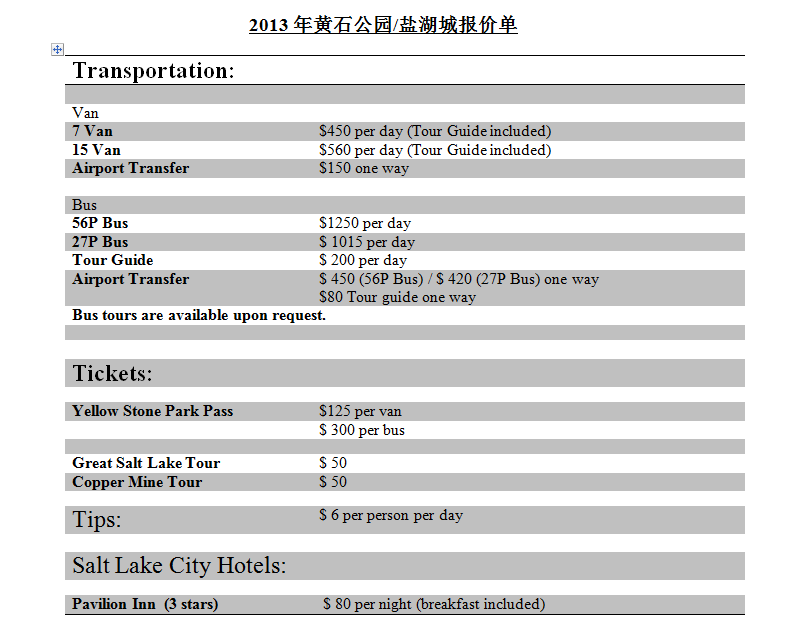 2013 年黄石公园/盐湖城报价单
Transportation:
Van
7 Van $450 per day (Tour Guide included)
15 Van $560 per day (Tour Guide included)
Airport Transfer $150 one way
Bus
56P Bus $1250 per day
27P Bus $ 1015 per day
Tour Guide $ 200 per day
Airport Transfer $ 450 (56P Bus) / $ 420 (27P Bus) one way
$80 Tour guide one way
Bus tours are available upon request.
Tickets:
Yellow Stone Park Pass $125 per van
$ 300 per bus
Great Salt Lake Tour $ 50
Copper Mine Tour $ 50
Tips: $ 6 per person per day
Salt Lake City Hotels:
Pavilion Inn (3 stars) $ 80 per night (breakfast included)